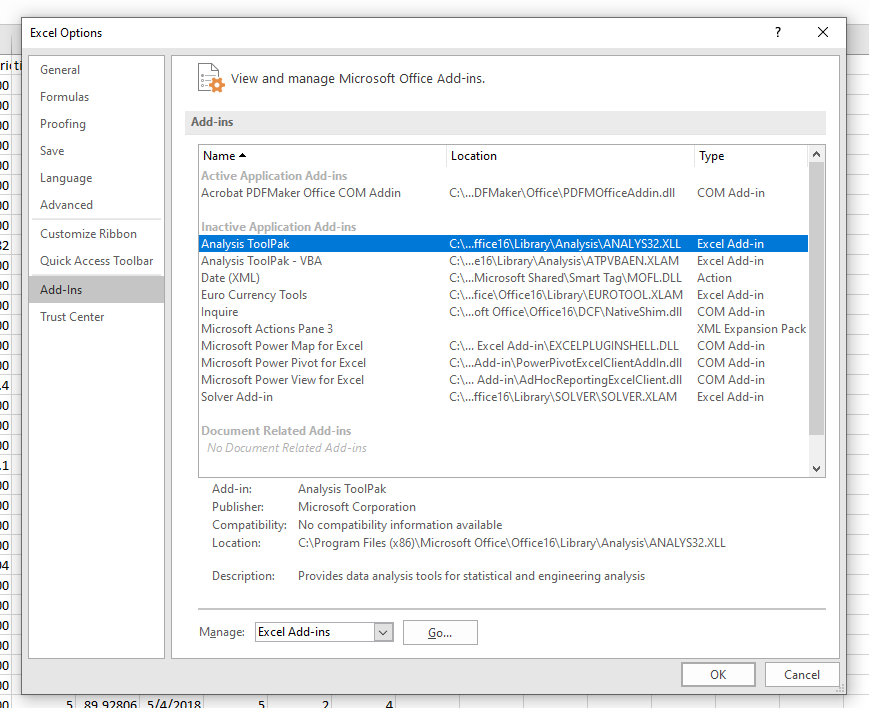 Excel Options ?
General
Formulas
Proofing
Save
Language
Advanced
Customize Ribbon
Quick Access Toolbar
Add-Ins
Trust Center
View and manage Microsoft Office Add-ins.
Add-ins
Name Location Type
Active Application Add-ins
Acrobat PDFMaker Office COM Addin C:\...DFMaker\Office\PDFMOfficeAddin.dll COM Add-in
Inactive Application Add-ins
Analysis ToolPak C:\...ffice16\Library\Analysis\ANALYS32.XLL Excel Add-in
Analysis ToolPak - VBA C:\...e16\Library\Analysis\ATPVBAEN.XLAM Excel Add-in
Date (XML) C:\...Microsoft Shared\Smart Tag\MOFL.DLL Action
Euro Currency Tools C:\...fice\Office16\Library\EUROTOOL.XLAM Excel Add-in
Inquire C:\...oft Office\Office16\DCF\NativeShim.dll COM Add-in
Microsoft Actions Pane 3 XML Expansion Pack
Microsoft Power Map for Excel C:\... Excel Add-in\EXCELPLUGINSHELL.DLL COM Add-in
Microsoft Power Pivot for Excel C:\...Add-in\PowerPivotExcelClientAddIn.dll COM Add-in
Microsoft Power View for Excel C:\... Add-in\AdHocReportingExcelClient.dll COM Add-in
Solver Add-in C:\...ffice16\Library\SOLVER\SOLVER.XLAM Excel Add-in
Document Related Add-ins
No Document Related Add-ins
Add-in: Analysis ToolPak
Publisher: Microsoft Corporation
Compatibility: No compatibility information available
Location: C:\Program Files (x86)\Microsoft Office\Office16\Library\Analysis\ANALYS32.XLL
Description: Provides data analysis tools for statistical and engineering analysis
Manage: Excel Add-ins Go...
OK Cancel
5 89.92806 5/4/2018 5 2 4